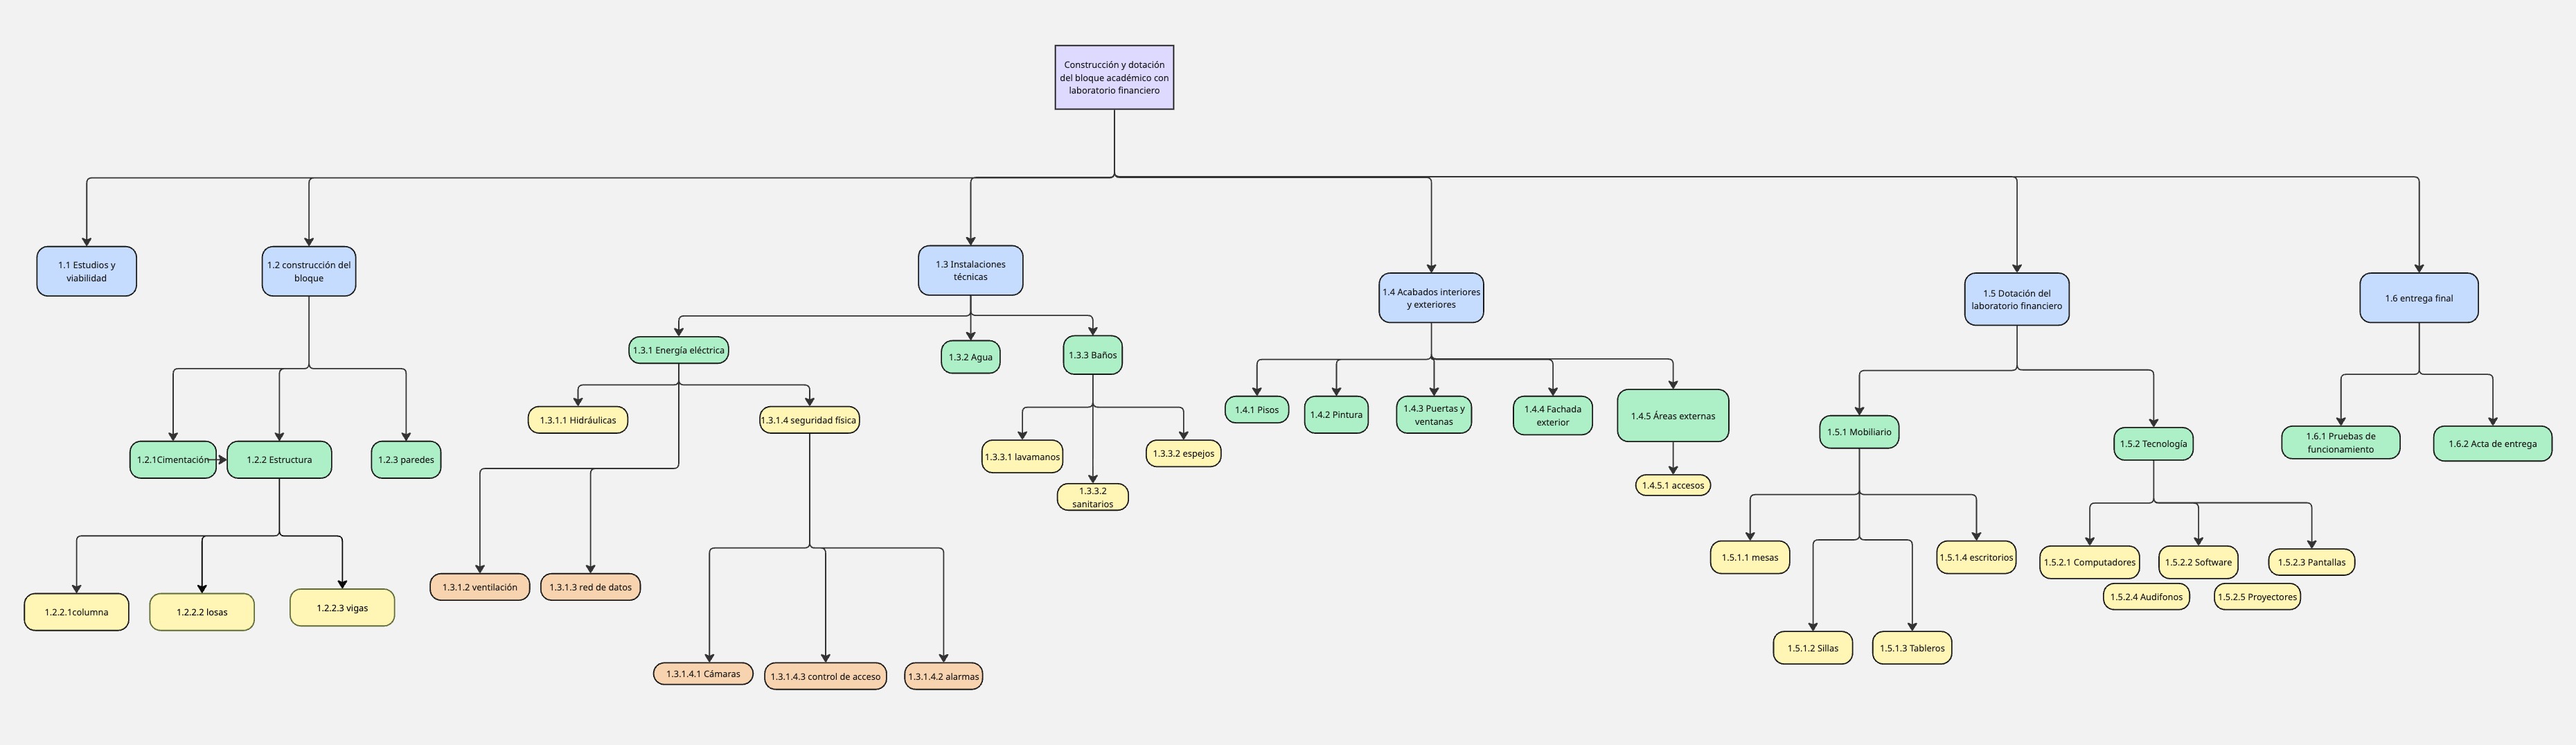 Construcción y dotación
del bloque académico con
laboratorio financiero
1.1 Estudios y
viabilidad
1.2 construcción del
bloque
1.3 Instalaciones
técnicas
1.4 Acabados interiores
y exteriores
1.5 Dotación del
laboratorio financiero
1.6 entrega final
1.2.1Cimentación
1.2.2 Estructura
1.2.3 paredes
1.2.2.1columna
1.2.2.2 losas
1.2.2.3 vigas
1.3.1 Energía eléctrica
1.3.2 Agua
1.3.3 Baños
1.3.1.1 Hidráulicas
1.3.1.4 seguridad física
1.3.1.2 ventilación
1.3.1.3 red de datos
1.3.1.4.1 Cámaras
1.3.1.4.3 control de acceso
1.3.1.4.2 alarmas
1.3.3.1 lavamanos
1.3.3.2
sanitarios
1.3.3.2 espejos
1.4.1 Pisos
1.4.2 Pintura
1.4.3 Puertas y
ventanas
1.4.4 Fachada
exterior
1.4.5 Áreas externas
1.4.5.1 accesos
1.5.1 Mobiliario
1.5.2 Tecnología
1.5.1.1 mesas
1.5.1.4 escritorios
1.5.1.2 Sillas
1.5.1.3 Tableros
1.5.2.1 Computadores
1.5.2.2 Software
1.5.2.3 Pantallas
1.5.2.4 Audifonos
1.5.2.5 Proyectores
1.6.1 Pruebas de
funcionamiento
1.6.2 Acta de entrega